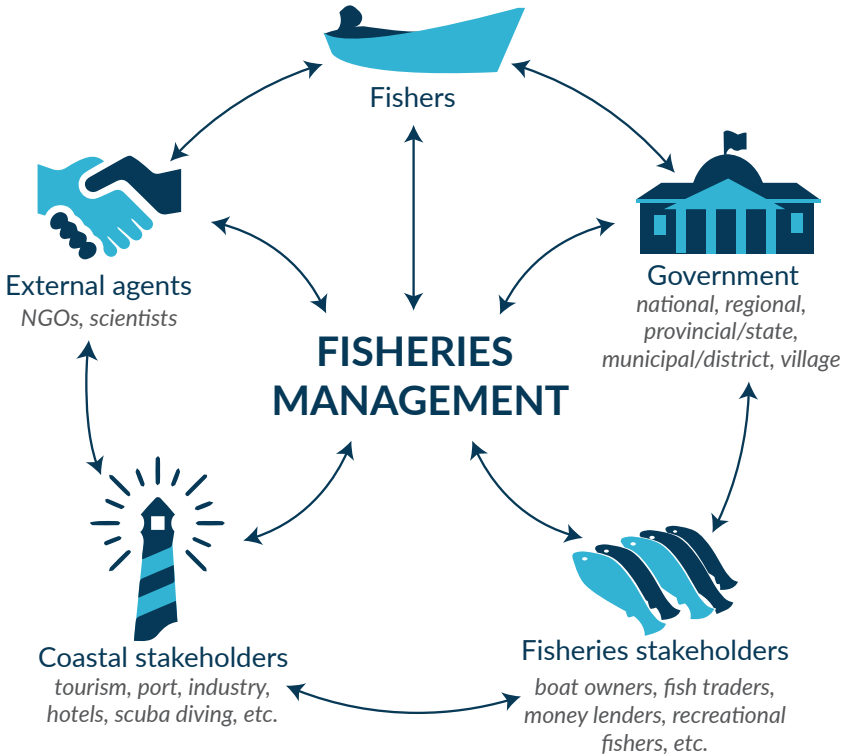 Fishers
External agents
NGOs, scientists
Government
national, regional,
provincial/state,
municipal/district, village
FISHERIES
MANAGEMENT
Coastal stakeholders
tourism, port, industry,
hotels, scuba diving, etc.
Fisheries stakeholders
boat owners, fish traders,
money lenders, recreational
fishers, etc.